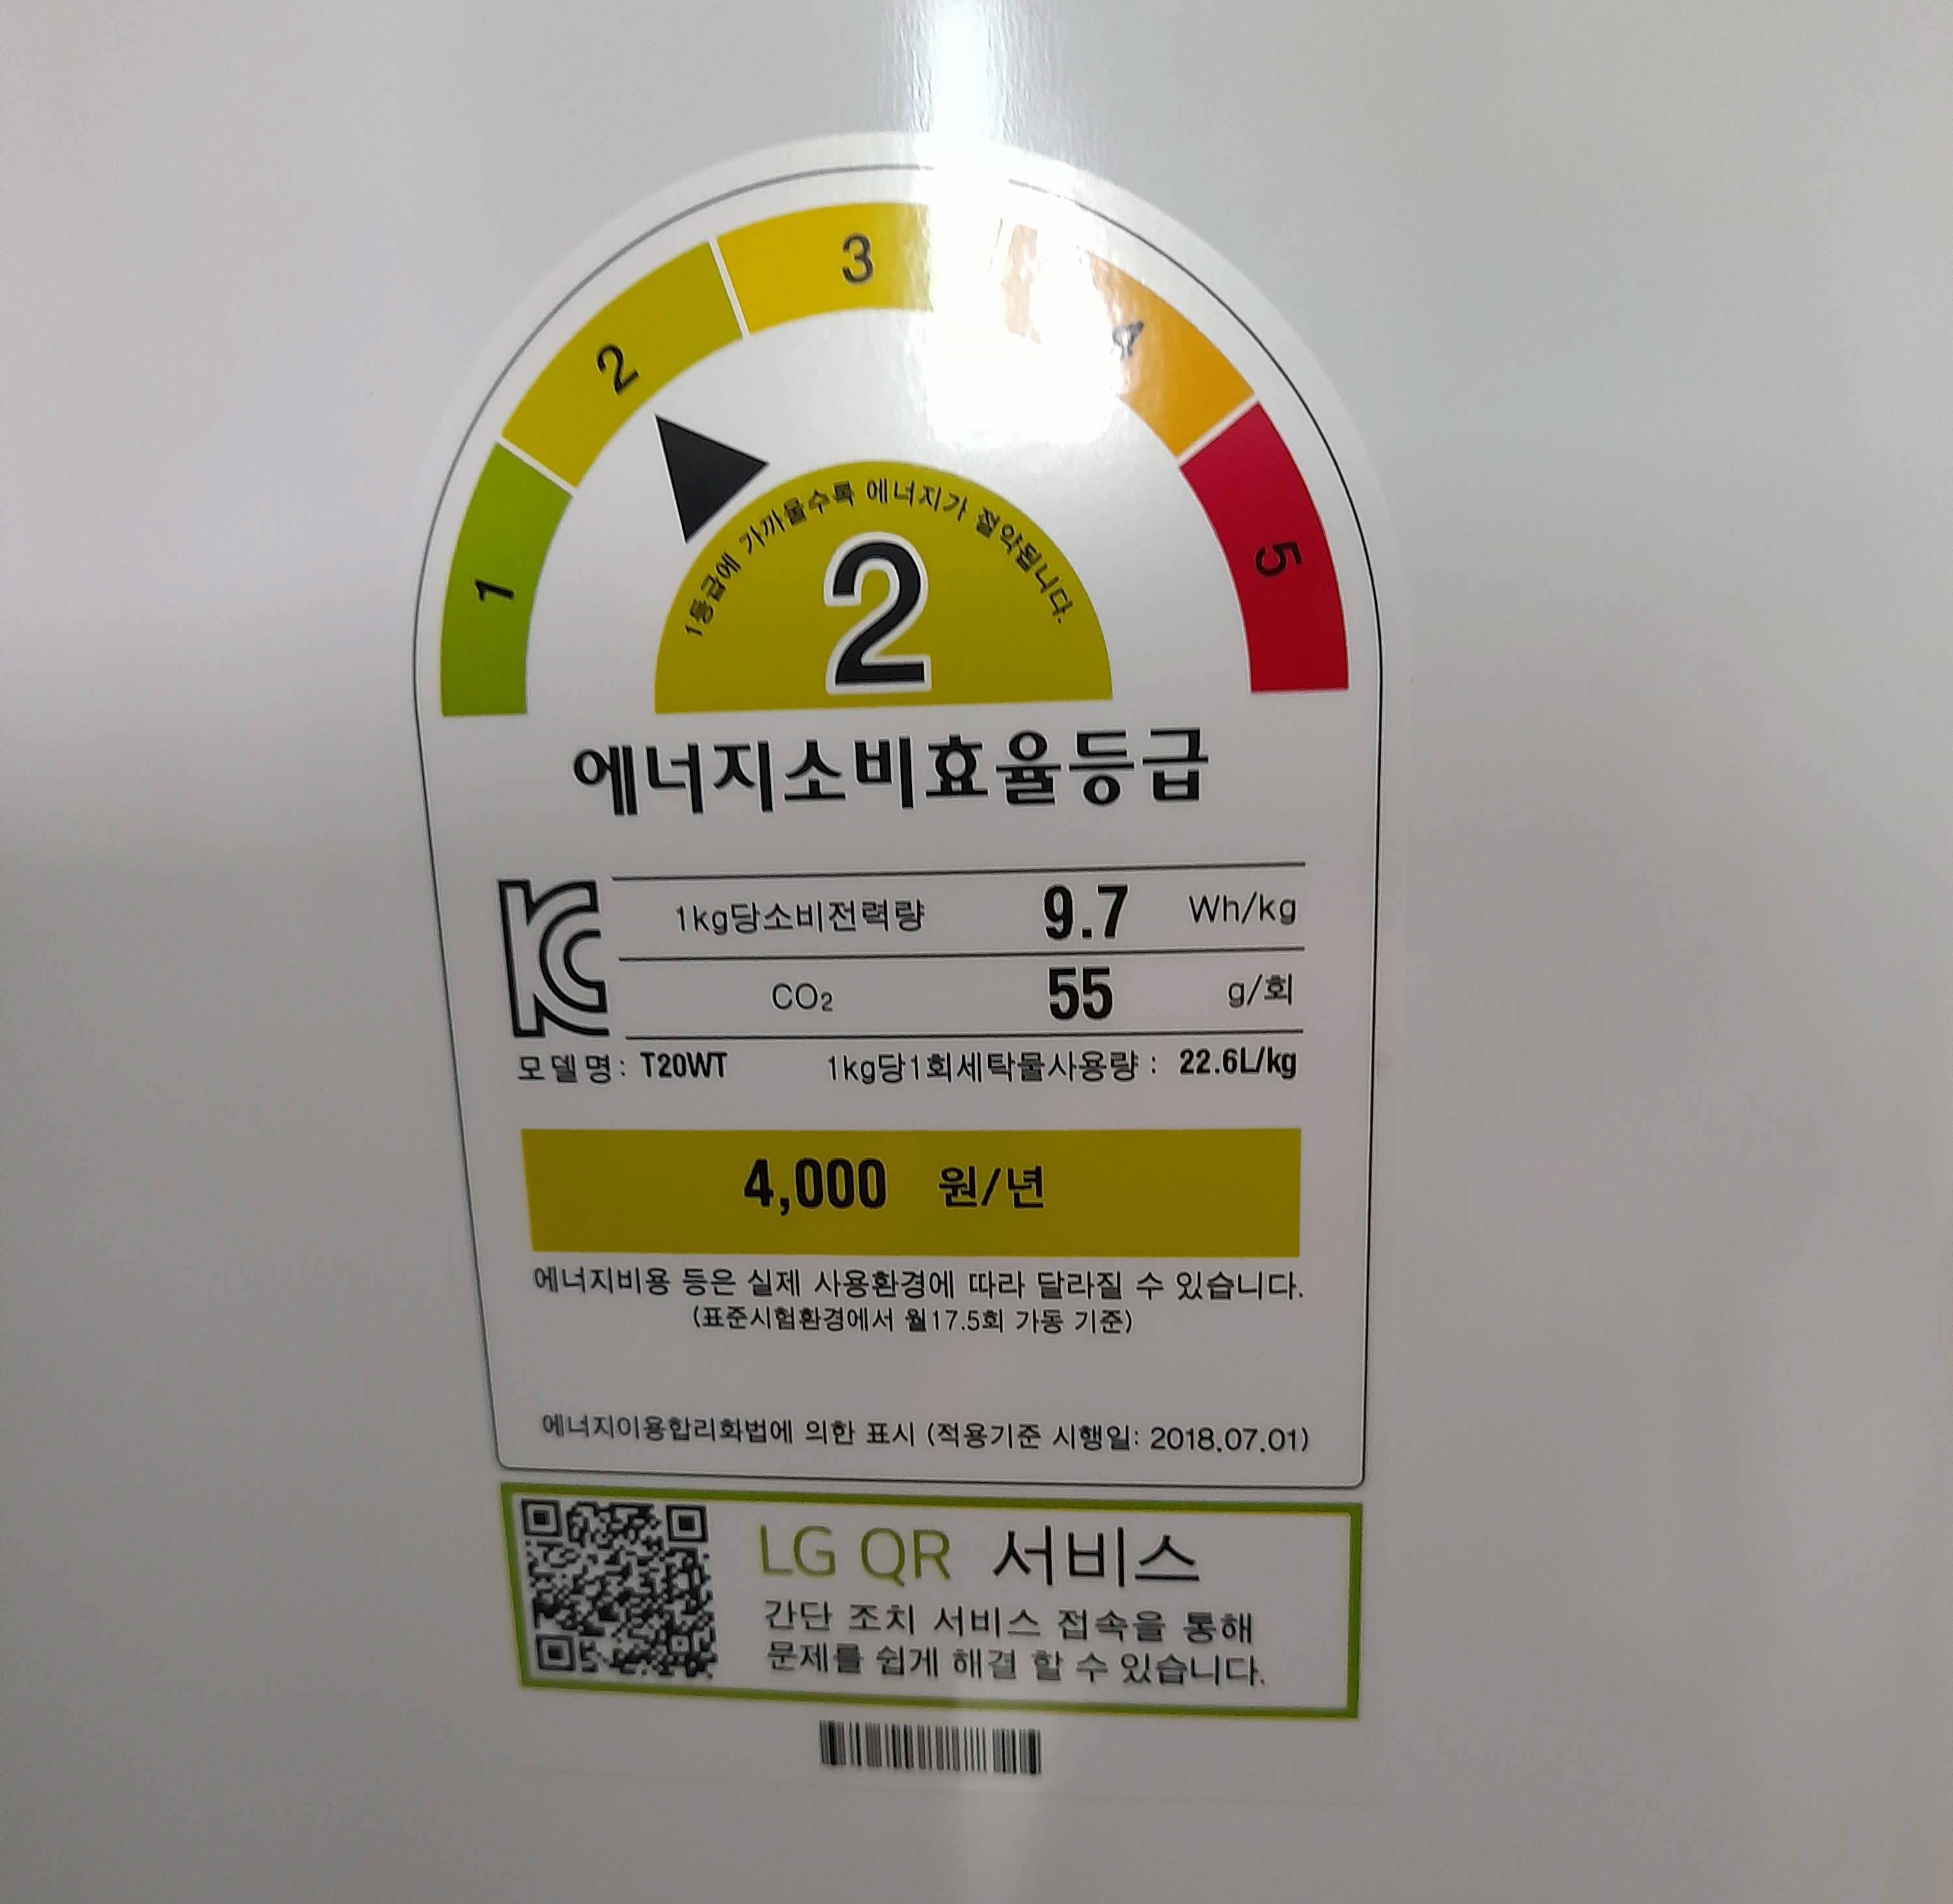 1
2
3
4
5
1등급에 가까울수록 에너지가 절약됩니다.
2
에너지소비효율등급
1kg당소비전력량 9.7 Wh/kg
CO₂ 55 g/회
모델명: T20WT 1kg당1회세탁물사용량 : 22.6L/kg
4,000 원/년
에너지비용 등은 실제 사용환경에 따라 달라질 수 있습니다.
(표준시험환경에서 월17.5회 가동 기준)
에너지이용합리화법에 의한 표시 (적용기준 시행일: 2018.07.01)
LG QR 서비스
간단 조치 서비스 접속을 통해
문제를 쉽게 해결 할 수 있습니다.